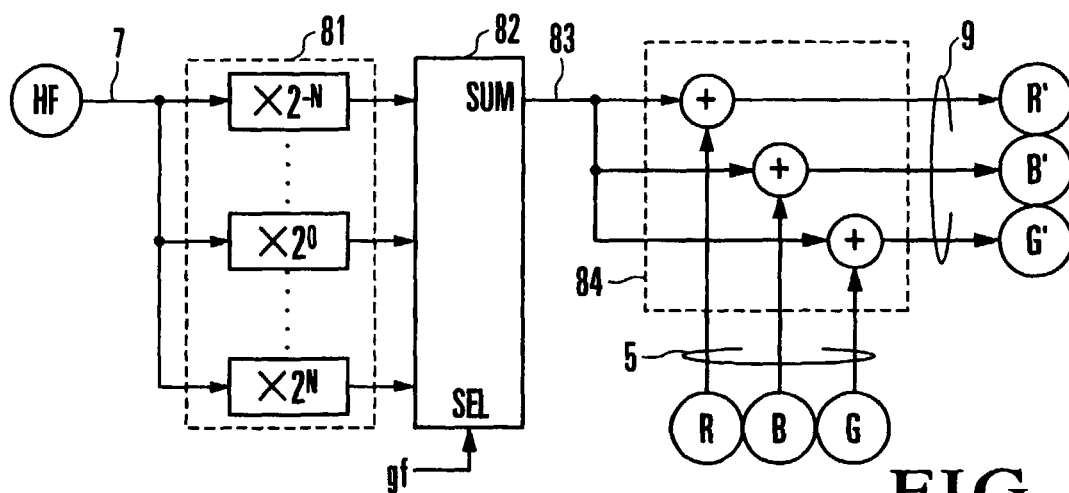 7
81
82
83
9
HF
×2-N
SUM
+
R'
+
B'
×20
+
G'
84
5
×2N
SEL
R B G
gf
FIG